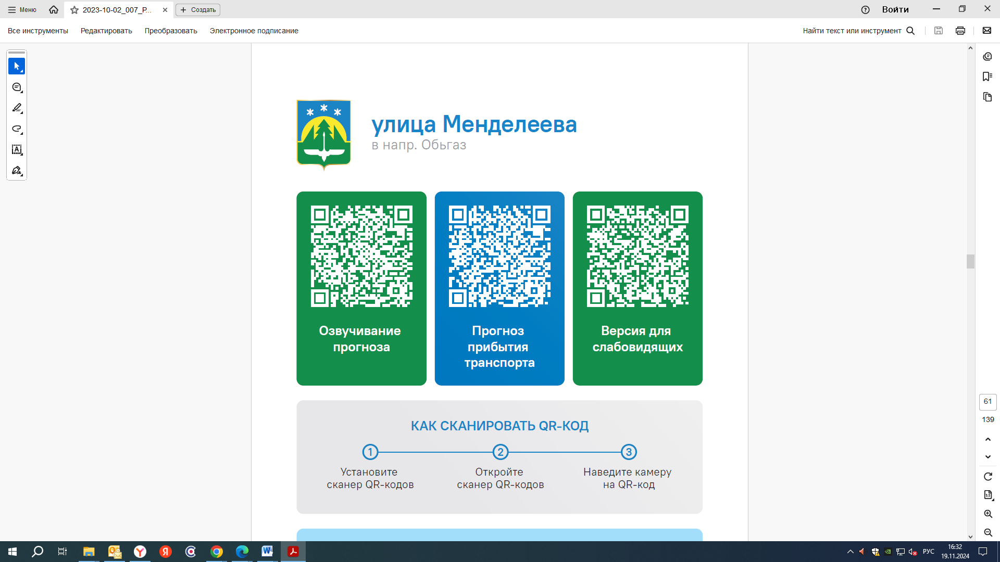 Меню
2023-10-02_007_P...
Создать
Войти
Все инструменты
Редактировать
Преобразовать
Электронное подписание
Найти текст или инструмент
улица Менделеева
в напр. Обьгаз
Озвучивание
прогноза
Прогноз
прибытия
транспорта
Версия для
слабовидящих
КАК СКАНИРОВАТЬ QR-КОД
1
2
3
Установите
сканер QR-кодов
Откройте
сканер QR-кодов
Наведите камеру
на QR-код
61
139
1:1
РУС
16:32
19.11.2024